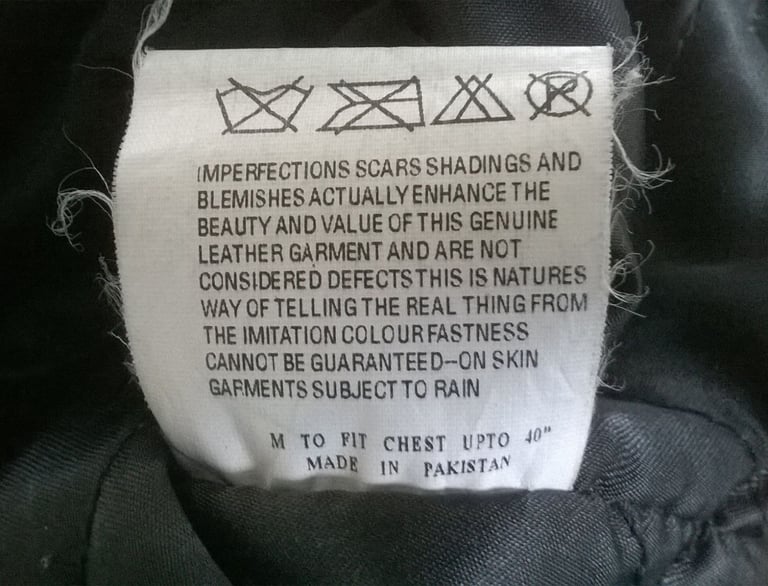 IMPERFECTIONS SCARS SHADINGS AND
BLEMISHES ACTUALLY ENHANCE THE
BEAUTY AND VALUE OF THIS GENUINE
LEATHER GARMENT AND ARE NOT
CONSIDERED DEFECTS THIS IS NATURES
WAY OF TELLING THE REAL THING FROM
THE IMITATION COLOUR FASTNESS
CANNOT BE GUARANTEED--ON SKIN
GARMENTS SUBJECT TO RAIN
M TO FIT CHEST UPTO 40"
MADE IN PAKISTAN